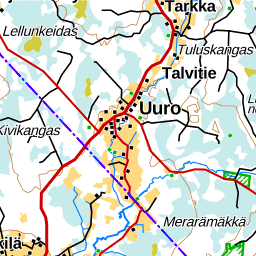 Tarkka
Lellunkeidas
Tuluskangas
Talvitie
Uuro
Kivikangas
Merarämäkkä